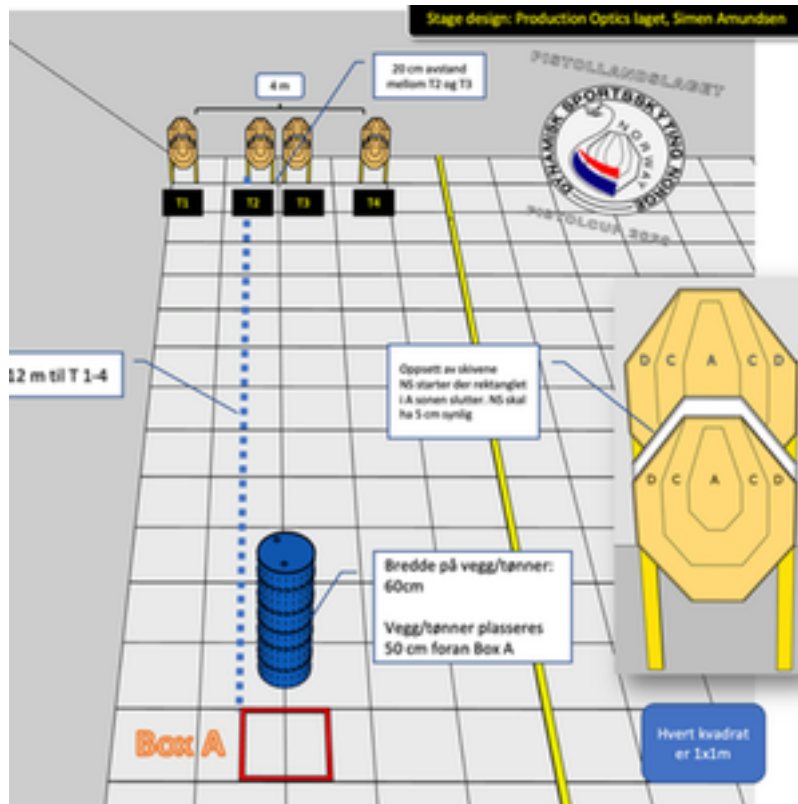 Stage design: Production Optics laget, Simen Amundsen
PISTOLLANDSLAGET
DYNAMISK SPORTSSKYTING NORGE
NORWAY
PISTOLCUP 2020
20 cm avstand
mellom T2 og T3
4 m
T1
T2
T3
T4
12 m til T 1-4
Oppsett av skivene
NS starter der rektanglet
i A sonen slutter. NS skal
ha 5 cm synlig
D C A C D
D C A C D
Bredde på vegg/tønner:
60cm
Vegg/tønner plasseres
50 cm foran Box A
Box A
Hvert kvadrat
er 1x1m